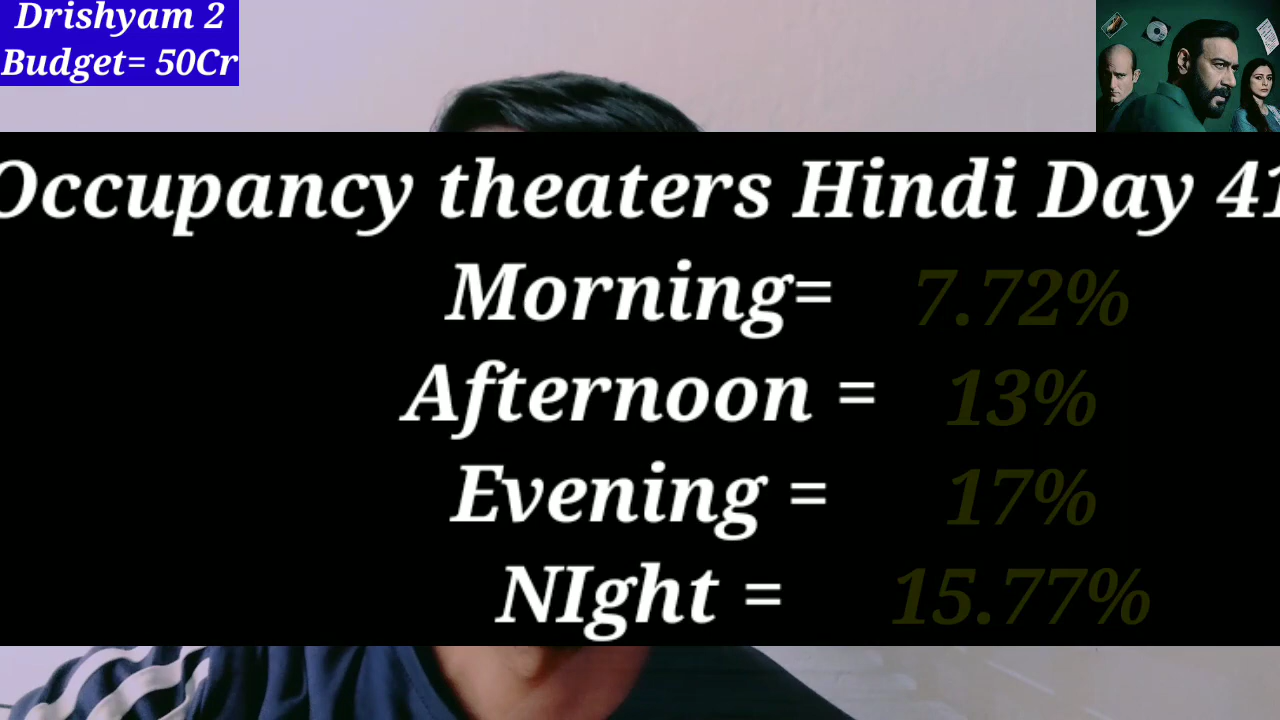 Drishyam 2
Budget= 50Cr
Occupancy theaters Hindi Day 41
Morning= 7.72%
Afternoon = 13%
Evening = 17%
NIght = 15.77%